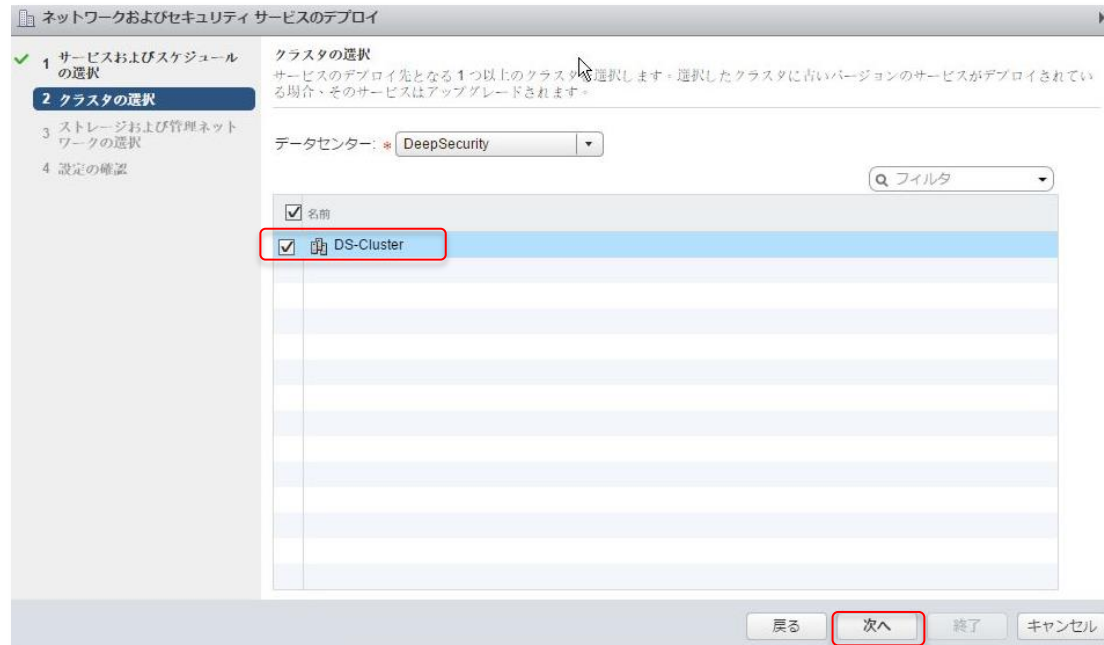 ネットワークおよびセキュリティ サービスのデプロイ
1 サービスおよびスケジュール
の選択
2 クラスタの選択
3 ストレージおよび管理ネット
ワークの選択
4 設定の確認
クラスタの選択
サービスのデプロイ先となる 1 つ以上のクラスタを選択します。選択したクラスタに古いバージョンのサービスがデプロイされてい
る場合、そのサービスはアップグレードされます。
データセンター: * DeepSecurity
フィルタ
名前
DS-Cluster
戻る
次へ
終了
キャンセル